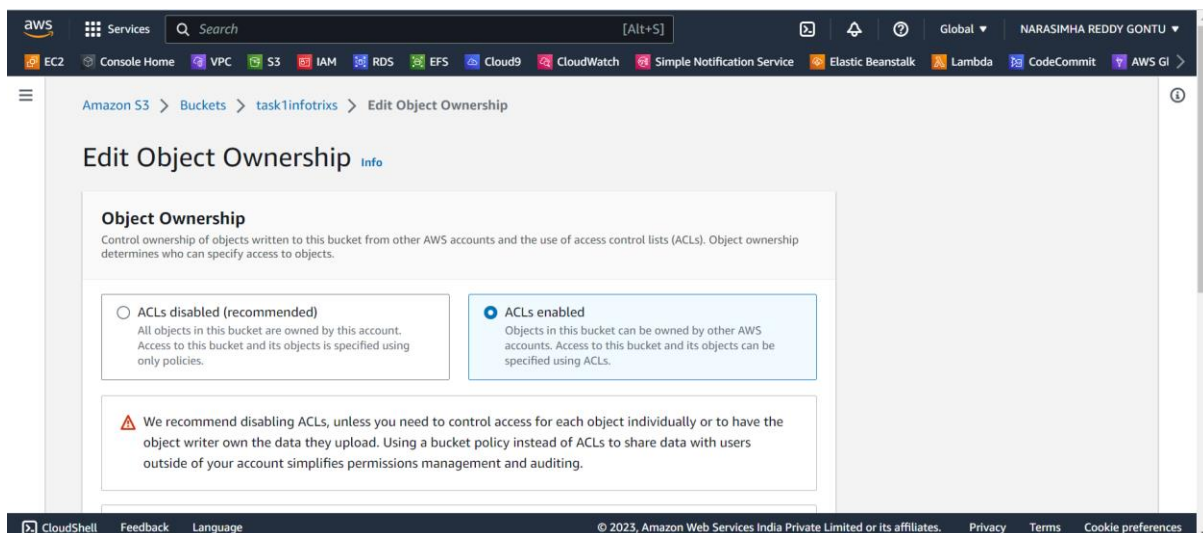 aws Services Search [Alt+S] Global ▼ NARASIMHA REDDY GONTU ▼
EC2 Console Home VPC S3 IAM RDS EFS Cloud9 CloudWatch Simple Notification Service Elastic Beanstalk Lambda CodeCommit AWS Gl
Amazon S3 > Buckets > task1infotrixs > Edit Object Ownership
Edit Object Ownership Info
Object Ownership
Control ownership of objects written to this bucket from other AWS accounts and the use of access control lists (ACLs). Object ownership
determines who can specify access to objects.
ACLs disabled (recommended)
All objects in this bucket are owned by this account.
Access to this bucket and its objects is specified using
only policies.
ACLs enabled
Objects in this bucket can be owned by other AWS
accounts. Access to this bucket and its objects can be
specified using ACLs.
We recommend disabling ACLs, unless you need to control access for each object individually or to have the
object writer own the data they upload. Using a bucket policy instead of ACLs to share data with users
outside of your account simplifies permissions management and auditing.
CloudShell Feedback Language © 2023, Amazon Web Services India Private Limited or its affiliates. Privacy Terms Cookie preferences